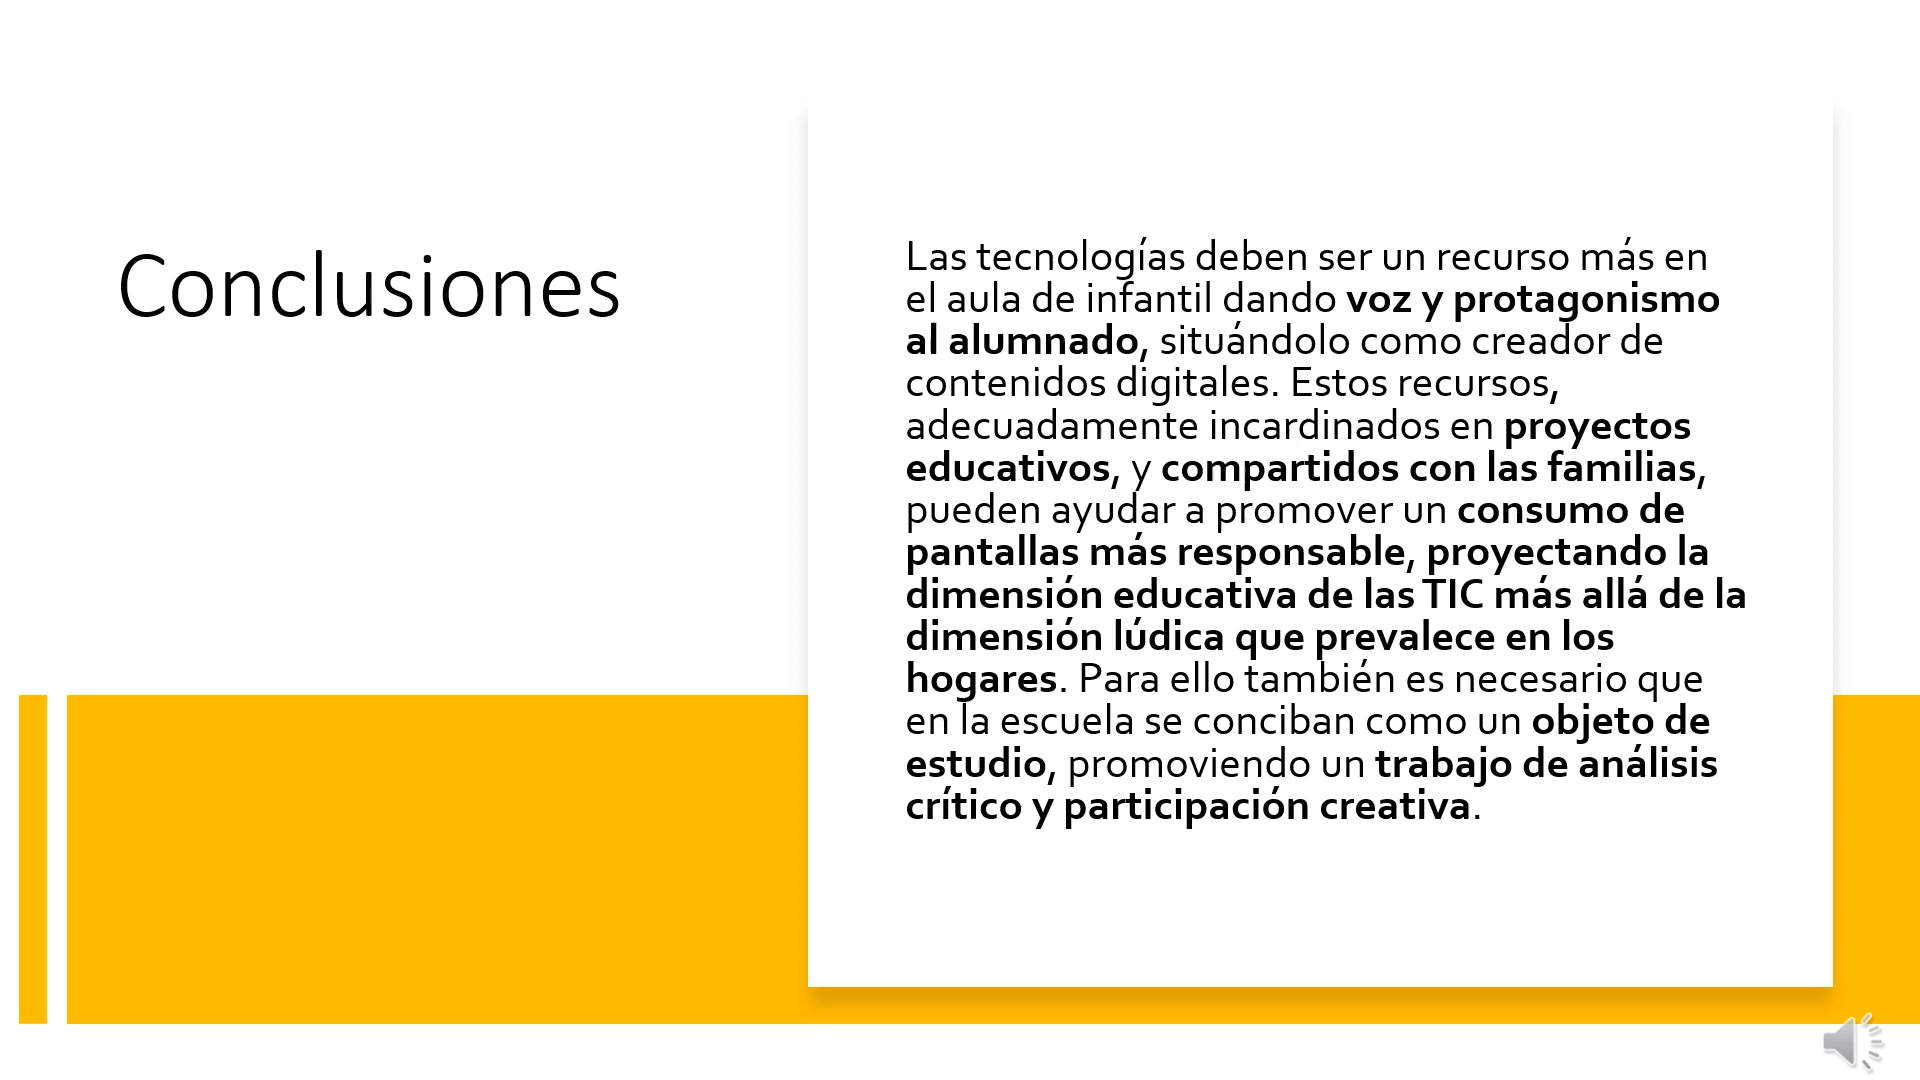 Conclusiones
Las tecnologías deben ser un recurso más en
el aula de infantil dando voz y protagonismo
al alumnado, situándolo como creador de
contenidos digitales. Estos recursos,
adecuadamente incardinados en proyectos
educativos, y compartidos con las familias,
pueden ayudar a promover un consumo de
pantallas más responsable, proyectando la
dimensión educativa de las TIC más allá de la
dimensión lúdica que prevalece en los
hogares. Para ello también es necesario que
en la escuela se conciban como un objeto de
estudio, promoviendo un trabajo de análisis
crítico y participación creativa.